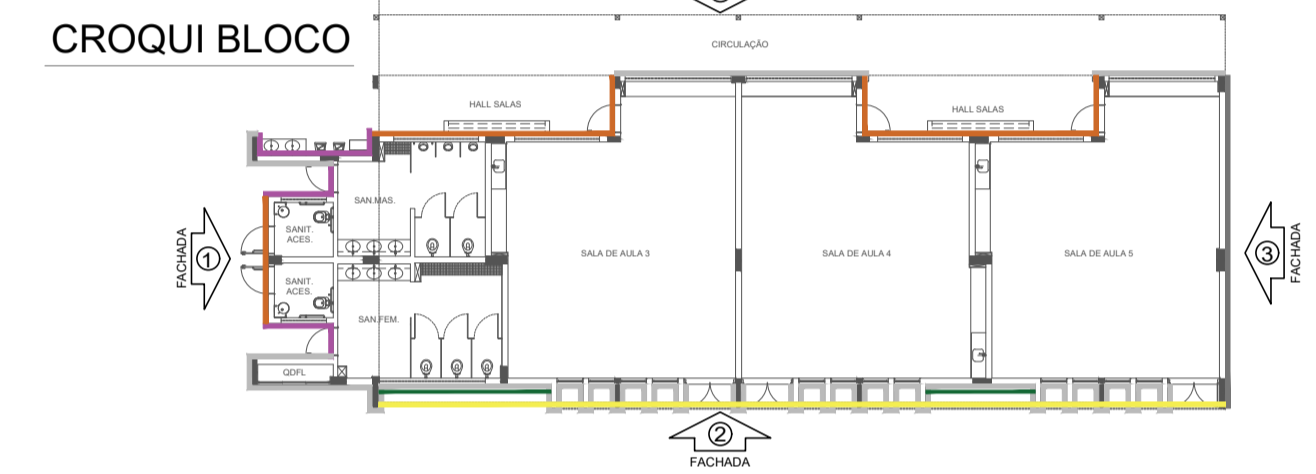 CROQUI BLOCO
CIRCULAÇÃO
HALL SALAS
HALL SALAS
SAN.MAS.
SANIT.
ACES.
FACHADA
1
SALA DE AULA 3
SALA DE AULA 4
SALA DE AULA 5
3
FACHADA
SANIT.
ACES.
SAN.FEM.
QDFL
2
FACHADA